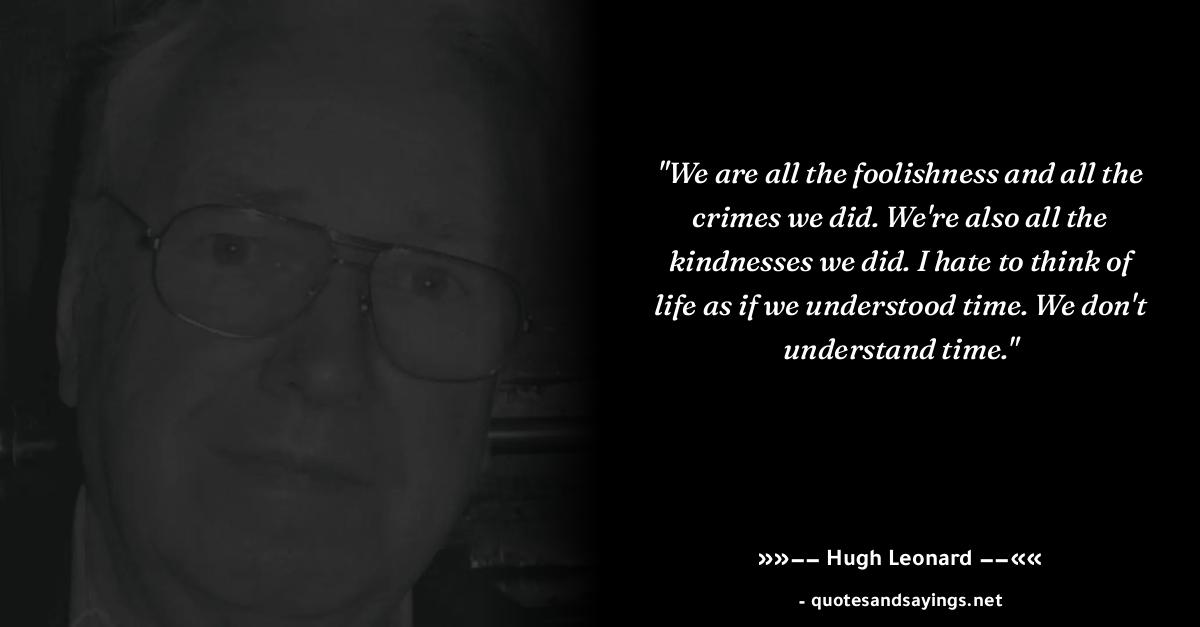 "We are all the foolishness and all the
crimes we did. We're also all the
kindnesses we did. I hate to think of
life as if we understood time. We don't
understand time."
»»−− Hugh Leonard −−««
- quotesandsayings.net